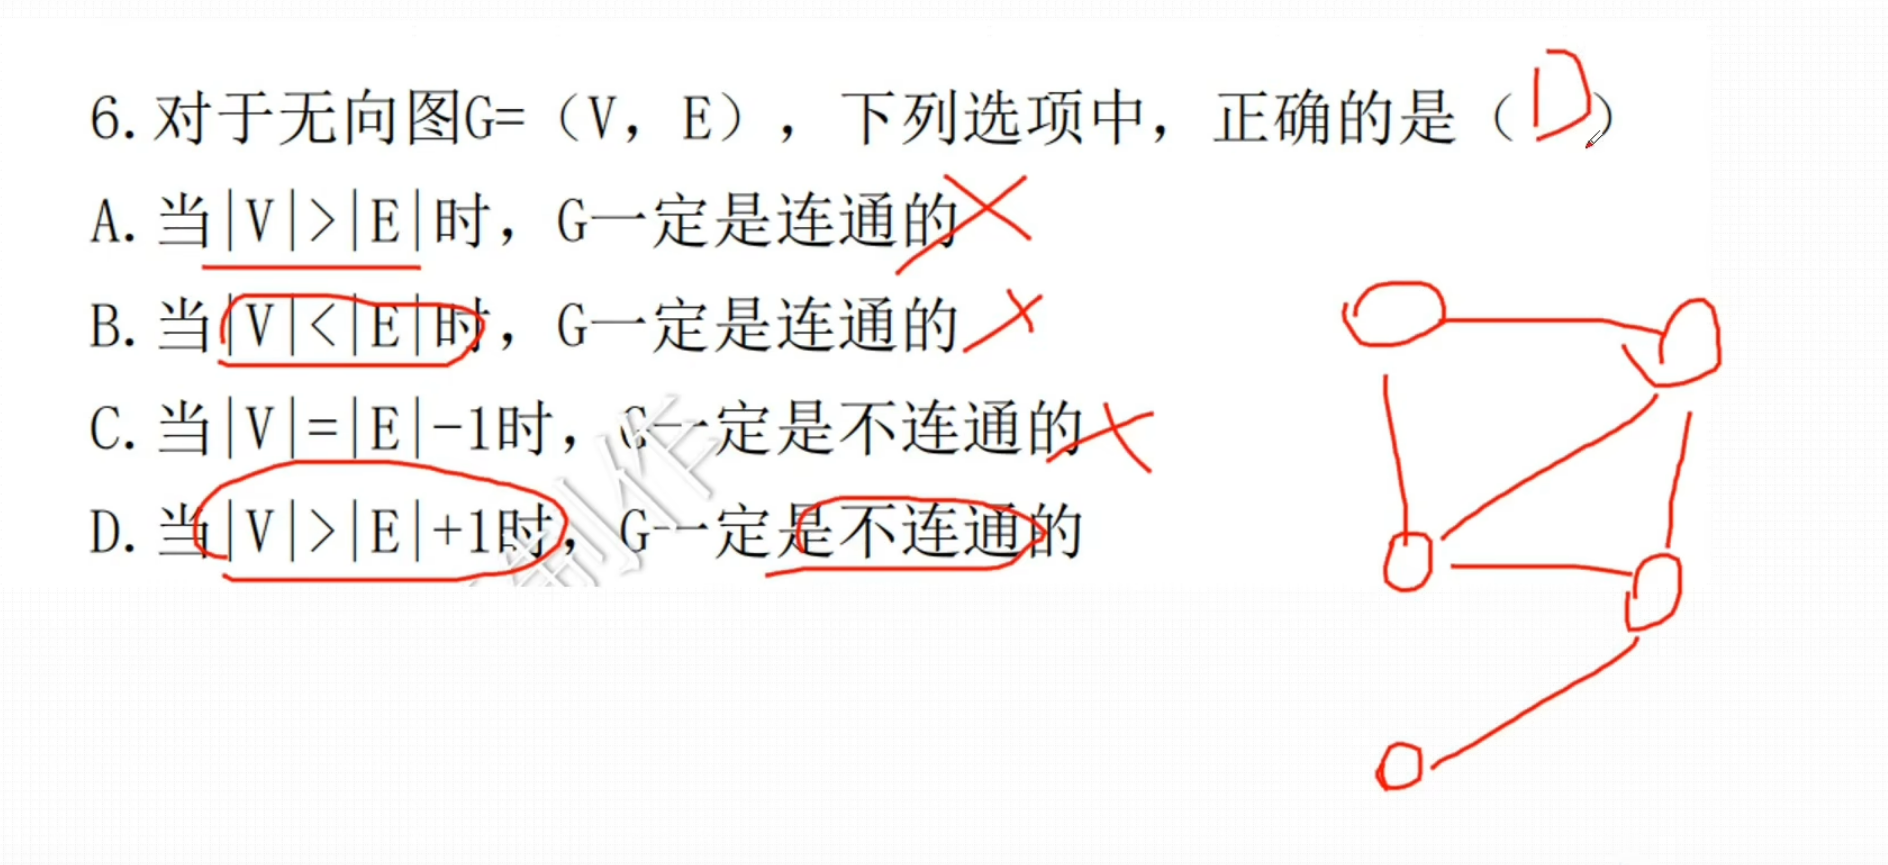 6.对于无向图G=（V，E），下列选项中，正确的是（D）
A.当|V|>|E|时，G一定是连通的
B.当|V|<|E|时，G一定是连通的
C.当|V|=|E|-1时，G一定是不连通的
D.当|V|>|E|+1时，G一定是不连通的
制作